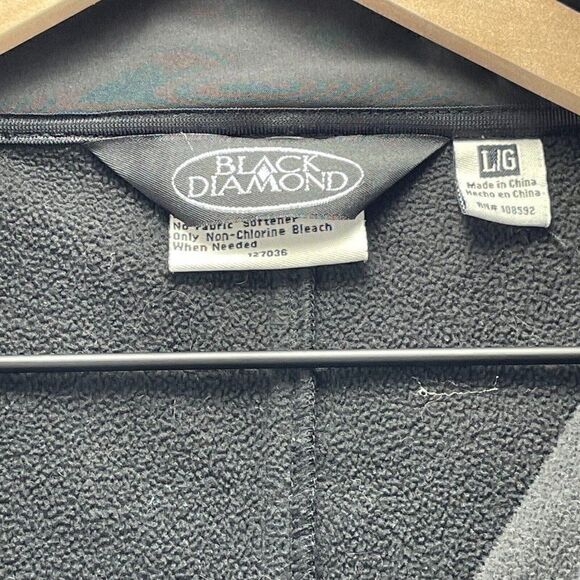 BLACK
DIAMOND
No Fabric Softener
Only Non-Chlorine Bleach
When Needed
127036
L/G
Made in China
Hecho en China
RN# 108592